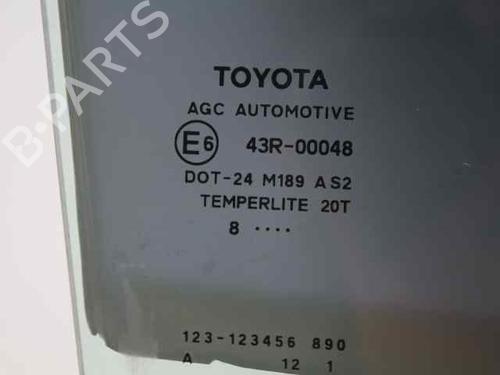 B-PARTS
TOYOTA
AGC AUTOMOTIVE
E6 43R-00048
DOT-24 M189 AS2
TEMPERLITE 20T
8 ....
123-123456 890
A 12 1